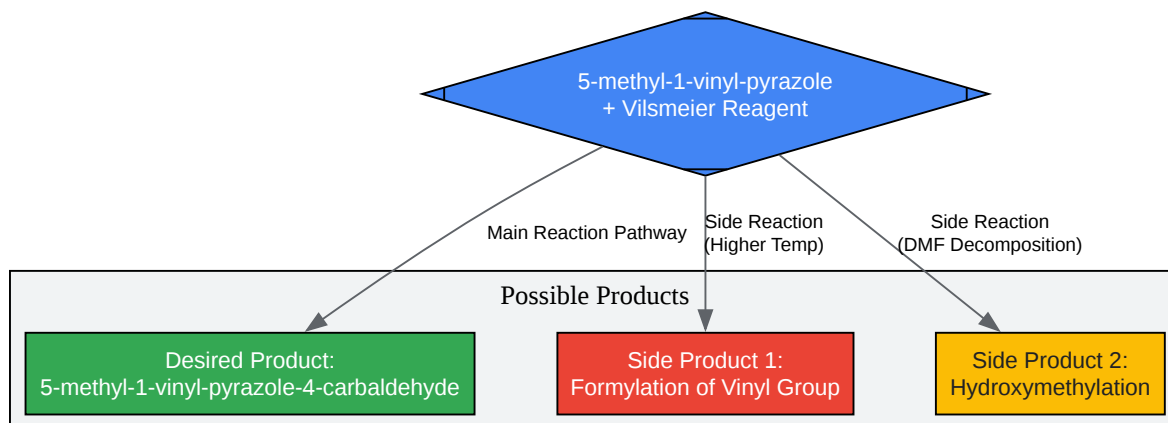 5-methyl-1-vinyl-pyrazole
+ Vilsmeier Reagent
Main Reaction Pathway
Side Reaction
(Higher Temp)
Side Reaction
(DMF Decomposition)
Possible Products
Desired Product:
5-methyl-1-vinyl-pyrazole-4-carbaldehyde
Side Product 1:
Formylation of Vinyl Group
Side Product 2:
Hydroxymethylation